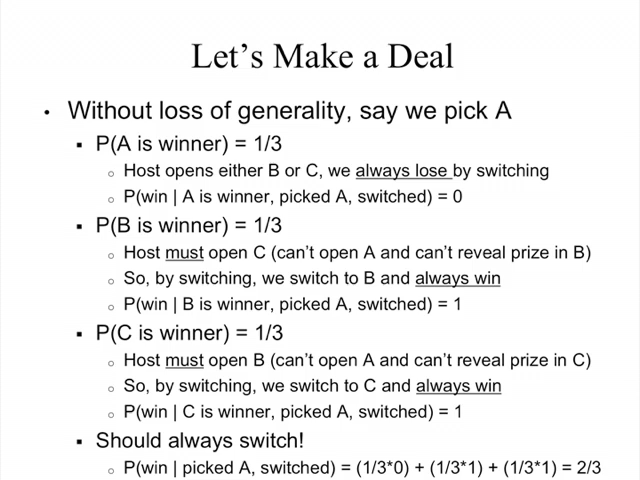 Let's Make a Deal
• Without loss of generality, say we pick A
▪ P(A is winner) = 1/3
○ Host opens either B or C, we always lose by switching
○ P(win | A is winner, picked A, switched) = 0
▪ P(B is winner) = 1/3
○ Host must open C (can't open A and can't reveal prize in B)
○ So, by switching, we switch to B and always win
○ P(win | B is winner, picked A, switched) = 1
▪ P(C is winner) = 1/3
○ Host must open B (can't open A and can't reveal prize in C)
○ So, by switching, we switch to C and always win
○ P(win | C is winner, picked A, switched) = 1
▪ Should always switch!
○ P(win | picked A, switched) = (1/3*0) + (1/3*1) + (1/3*1) = 2/3